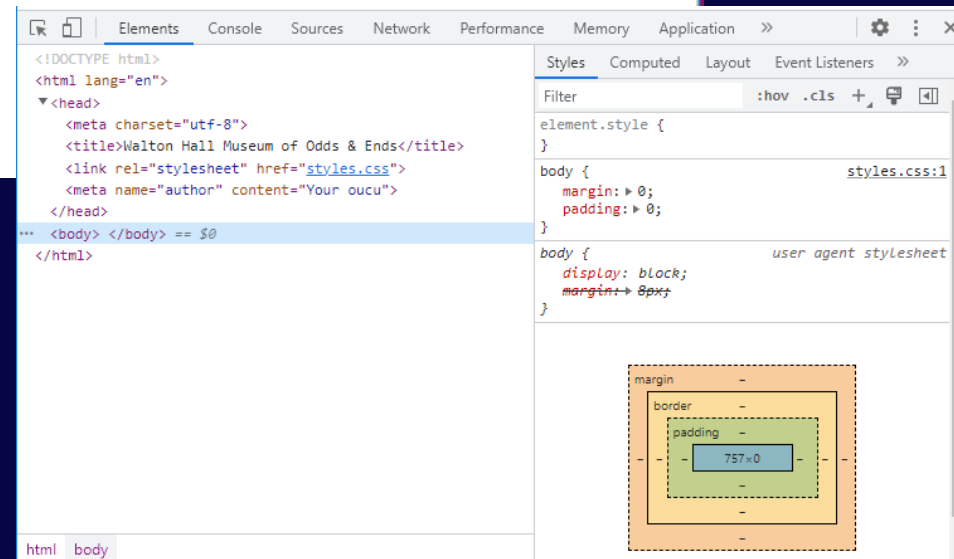 Elements Console Sources Network Performance Memory Application »
<!DOCTYPE html>
<html lang="en">
▼<head>
<meta charset="utf-8">
<title>Walton Hall Museum of Odds & Ends</title>
<link rel="stylesheet" href="styles.css">
<meta name="author" content="Your oucu">
</head>
<body> </body> == $0
</html>
html body
Styles Computed Layout Event Listeners »
Filter :hov .cls +
element.style {
}
body { styles.css:1
margin: ▶ 0;
padding: ▶ 0;
}
body { user agent stylesheet
display: block;
margin: ▶ 8px;
}
margin –
border –
padding –
– – – 757×0 – – –
–
–
–